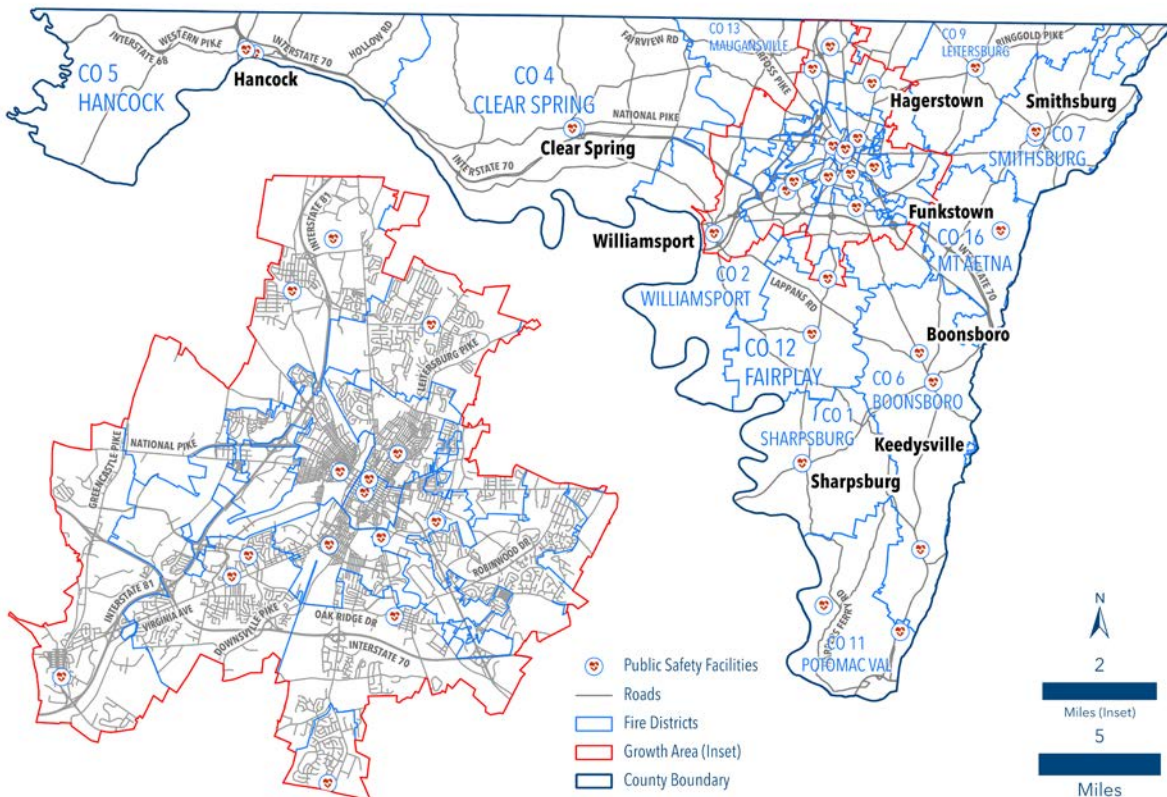 CO 13
MAUGANSVILLE
CO 9
LEITERSBURG
RINGGOLD PIKE
WESTERN PIKE
INTERSTATE 68
INTERSTATE 70
HOLLOW RD
FAIRVIEW RD
CO 5
HANCOCK
Hancock
CO 4
CLEAR SPRING
NATIONAL PIKE
Clear Spring
INTERSTATE 70
Hagerstown
Smithsburg
CO 7
SMITHSBURG
Williamsport
Funkstown
CO 16
MT AETNA
INTERSTATE 70
CO 2
WILLIAMSPORT
LAPPANS RD
Boonsboro
CO 12
FAIRPLAY
CO 6
BOONSBORO
CO 1
SHARPSBURG
Keedysville
Sharpsburg
FERRY RD
CO 11
POTOMAC VAL
INTERSTATE 81
LEITERSBURG PIKE
NATIONAL PIKE
GREENCASTLE PIKE
ROBINWOOD DR
INTERSTATE 81
VIRGINIA AVE
DOWNSVILLE PIKE
OAK RIDGE DR
INTERSTATE 70
Public Safety Facilities
Roads
Fire Districts
Growth Area (Inset)
County Boundary
N
2
Miles (Inset)
5
Miles